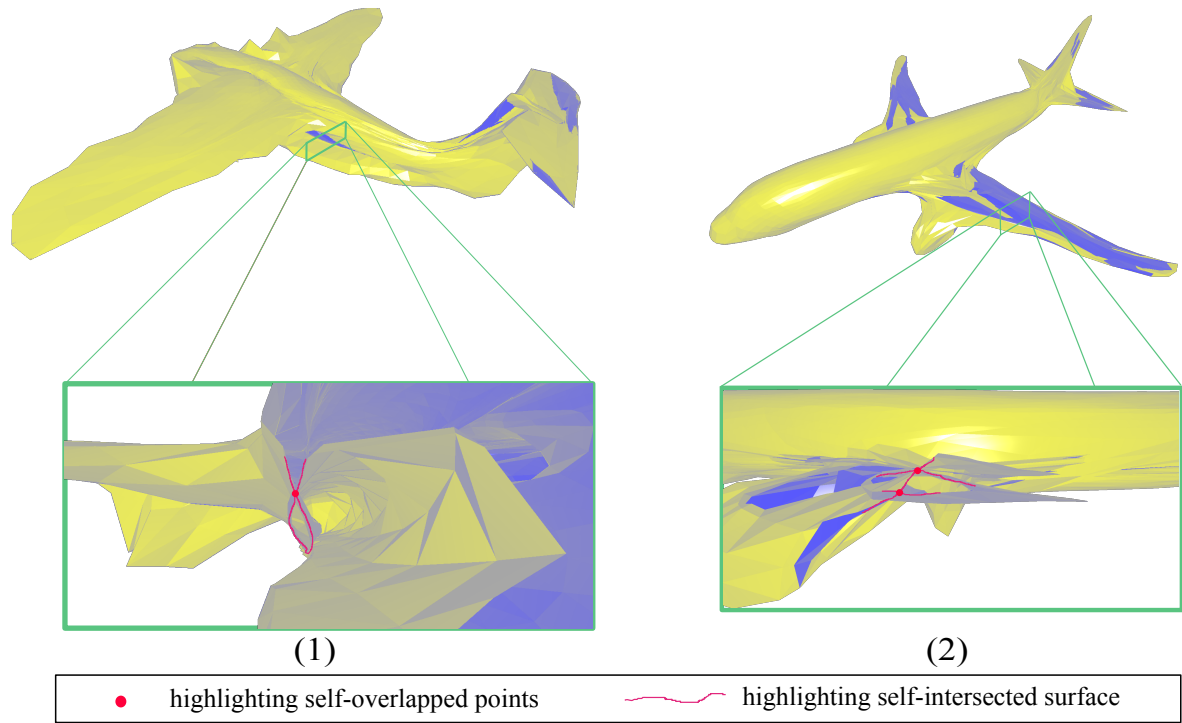 (1)
(2)
highlighting self-overlapped points
highlighting self-intersected surface